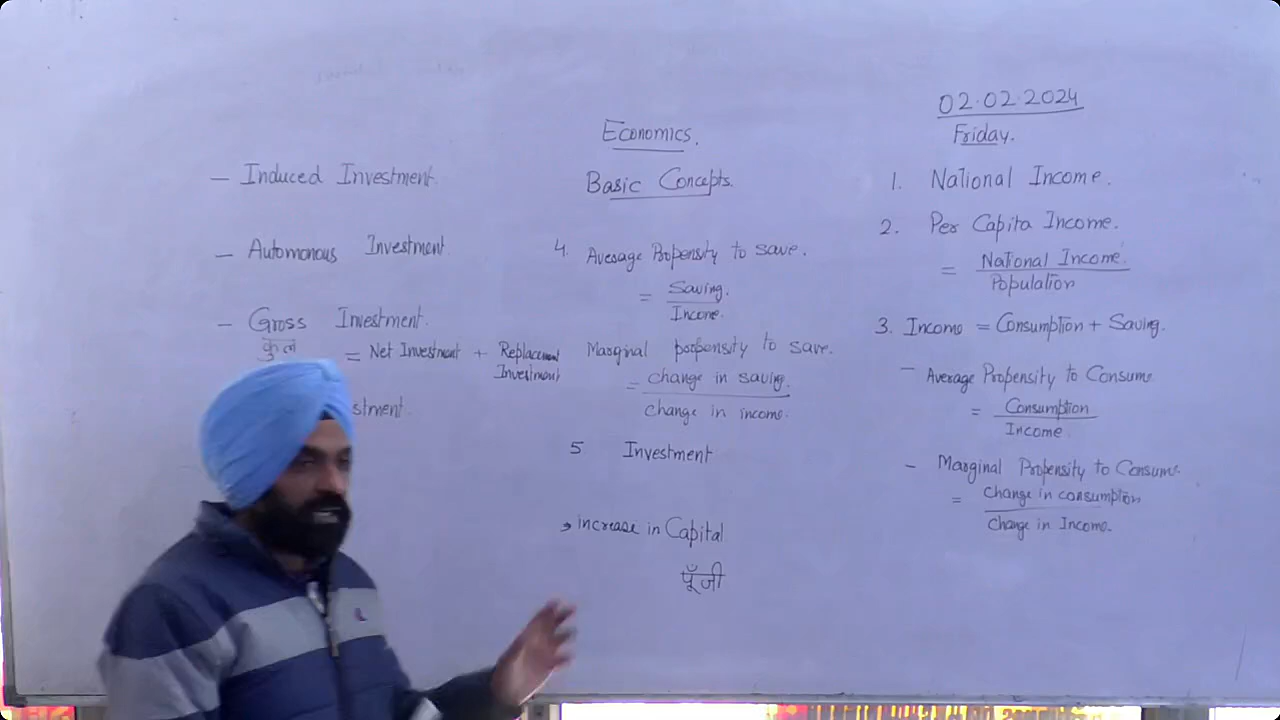 02.02.2024
Friday.
Economics.
Basic Concepts.
1. National Income.
2. Per Capita Income.
= National Income
Population
3. Income = Consumption + Saving.
– Average Propensity to Consume
= Consumption
Income
– Marginal Propensity to Consume
= change in consumption
change in Income.
4. Average Propensity to save.
= Saving.
Income.
Marginal porpensity to save.
= change in saving.
change in income.
5. Investment
→ increase in Capital
पूँजी
– Induced Investment.
– Automonous Investment.
– Gross Investment.
कुल
= Net Investment + Replacement
Investment
stment.